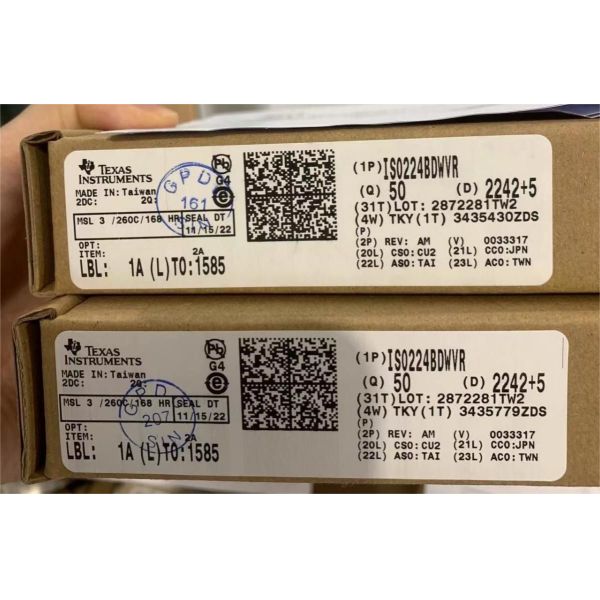 TEXAS
INSTRUMENTS
MADE IN: Taiwan
2DC: 2Q:
MSL 3 /260C/168 HR SEAL DT
11/15/22
OPT:
ITEM:
2A
LBL: 1A (L)TO:1585
Pb
G4
e
GPD
161
SIN
(1P)ISO224BDWVR
(Q) 50 (D) 2242+5
(31T)LOT: 2872281TW2
(4W) TKY(1T) 3435430ZDS
(P)
(2P) REV: AM (V) 0033317
(20L) CSO:CU2 (21L) CCO:JPN
(22L) ASO:TAI (23L) ACO:TWN
TEXAS
INSTRUMENTS
MADE IN: Taiwan
2DC: 2Q:
MSL 3 /260C/168 HR SEAL DT
11/15/22
OPT:
ITEM:
2A
LBL: 1A (L)TO:1585
Pb
G4
e
GPD
207
SIN
(1P)ISO224BDWVR
(Q) 50 (D) 2242+5
(31T)LOT: 2872281TW2
(4W) TKY(1T) 3435779ZDS
(P)
(2P) REV: AM (V) 0033317
(20L) CSO:CU2 (21L) CCO:JPN
(22L) ASO:TAI (23L) ACO:TWN